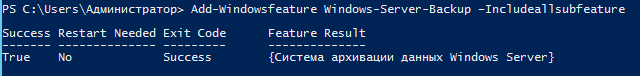 PS C:\Users\Администратор> Add-Windowsfeature Windows-Server-Backup -Includeallsubfeature
Success Restart Needed Exit Code      Feature Result
------- -------------- ---------      --------------
True    No             Success        {Система архивации данных Windows Server}